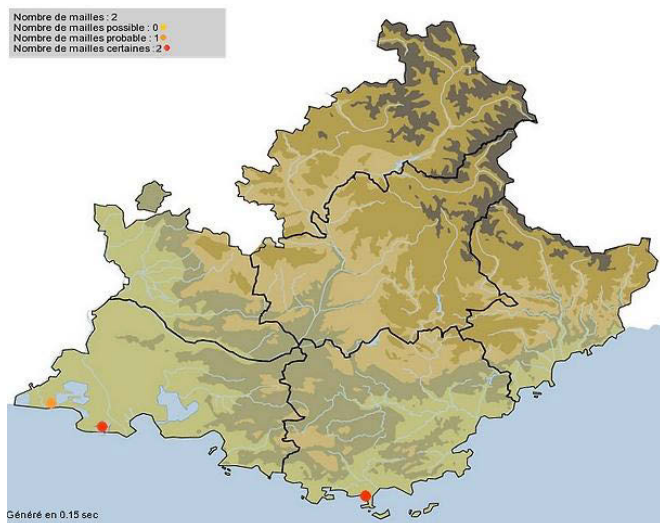 Nombre de mailles : 2
Nombre de mailles possible : 0
Nombre de mailles probable : 1
Nombre de mailles certaines : 2
Généré en 0.15 sec